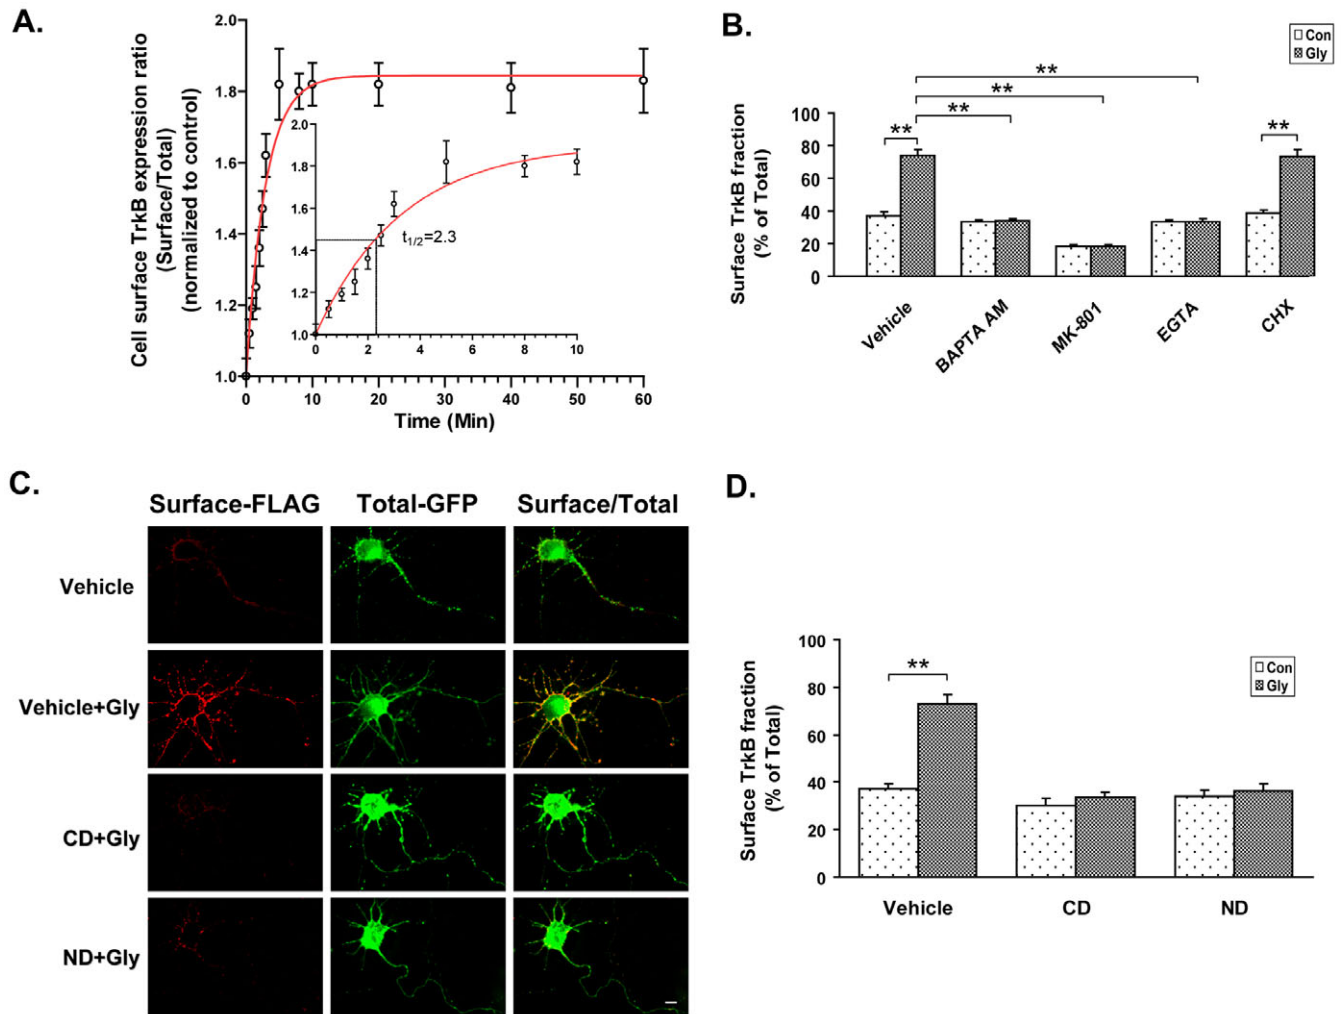 A.
Cell surface TrkB expression ratio
(Surface/Total)
(normalized to control)
2.0
1.8
1.6
1.4
1.2
1.0
0
10
20
30
40
50
60
Time (Min)
2.0
1.8
1.6
1.4
1.2
1.0
0
2
4
6
8
10
t1/2=2.3
B.
Con
Gly
Surface TrkB fraction
(% of Total)
100
80
60
40
20
0
**
**
**
**
**
Vehicle
BAPTA AM
MK-801
EGTA
CHX
C.
Surface-FLAG
Total-GFP
Surface/Total
Vehicle
Vehicle+Gly
CD+Gly
ND+Gly
D.
Con
Gly
Surface TrkB fraction
(% of Total)
100
80
60
40
20
0
**
Vehicle
CD
ND